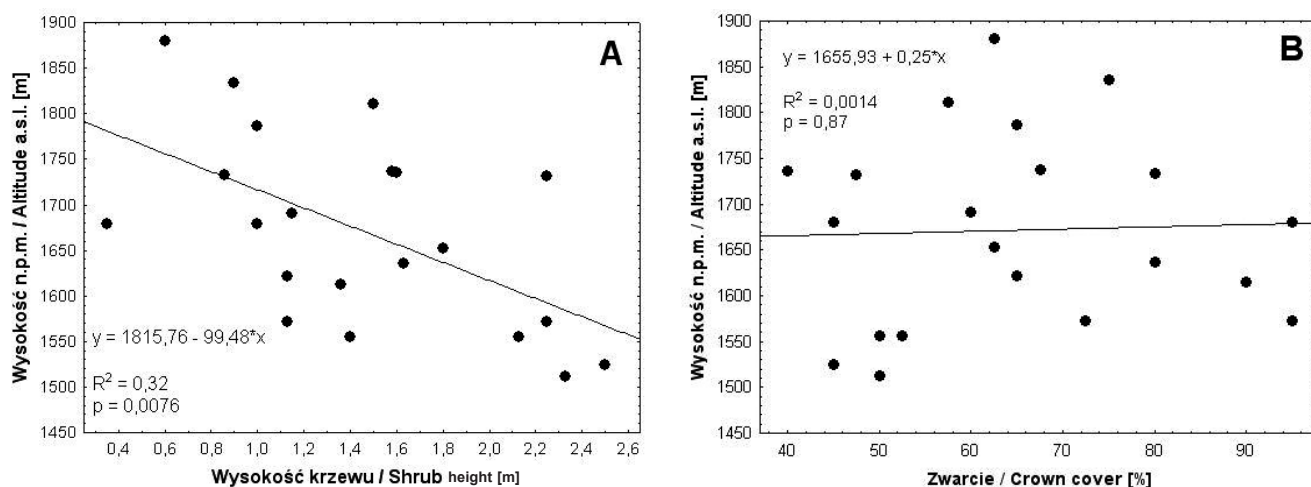 A
Wysokość n.p.m. / Altitude a.s.l. [m]
1900
1850
1800
1750
1700
1650
1600
1550
1500
1450
y = 1815,76 - 99,48*x
R² = 0,32
p = 0,0076
0,4 0,6 0,8 1,0 1,2 1,4 1,6 1,8 2,0 2,2 2,4 2,6
Wysokość krzewu / Shrub height [m]
B
Wysokość n.p.m. / Altitude a.s.l. [m]
1900
1850
1800
1750
1700
1650
1600
1550
1500
1450
y = 1655,93 + 0,25*x
R² = 0,0014
p = 0,87
40 50 60 70 80 90
Zwarcie / Crown cover [%]